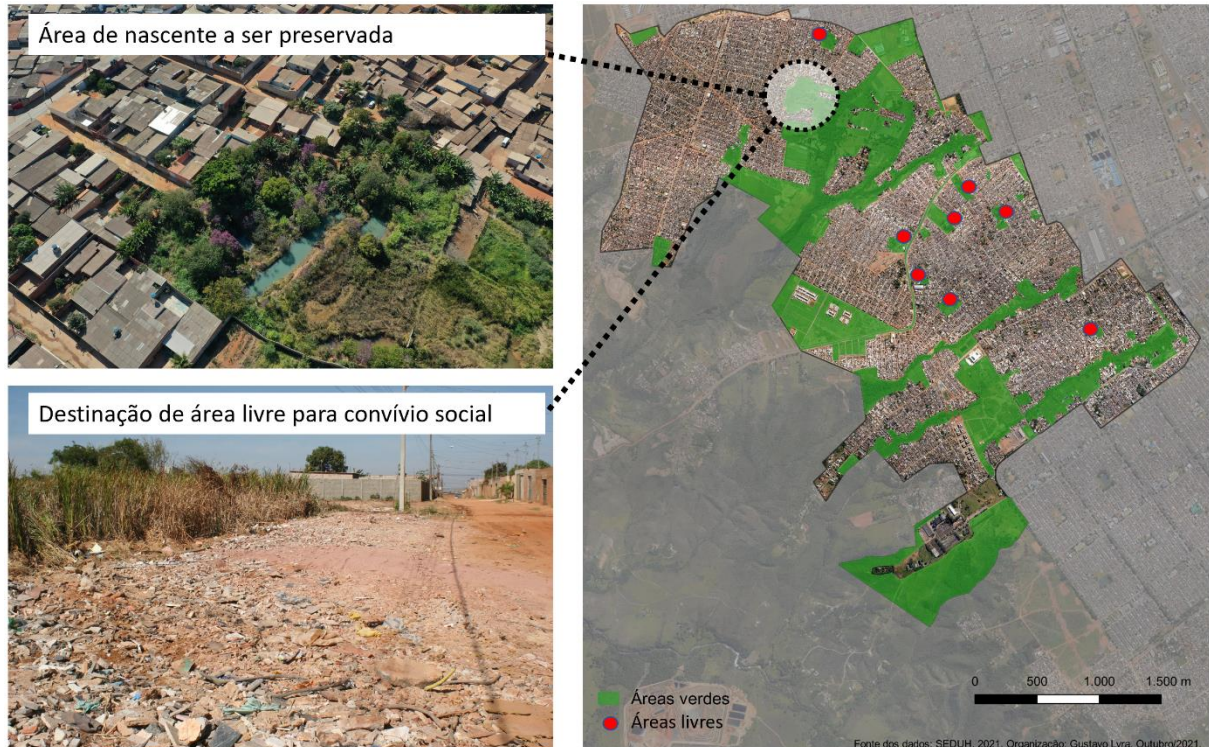 Área de nascente a ser preservada
Destinação de área livre para convívio social
0 500 1.000 1.500 m
Áreas verdes
Áreas livres
Fonte dos dados: SEDUH, 2021. Organização: Gustavo Lyra, Outubro/2021.